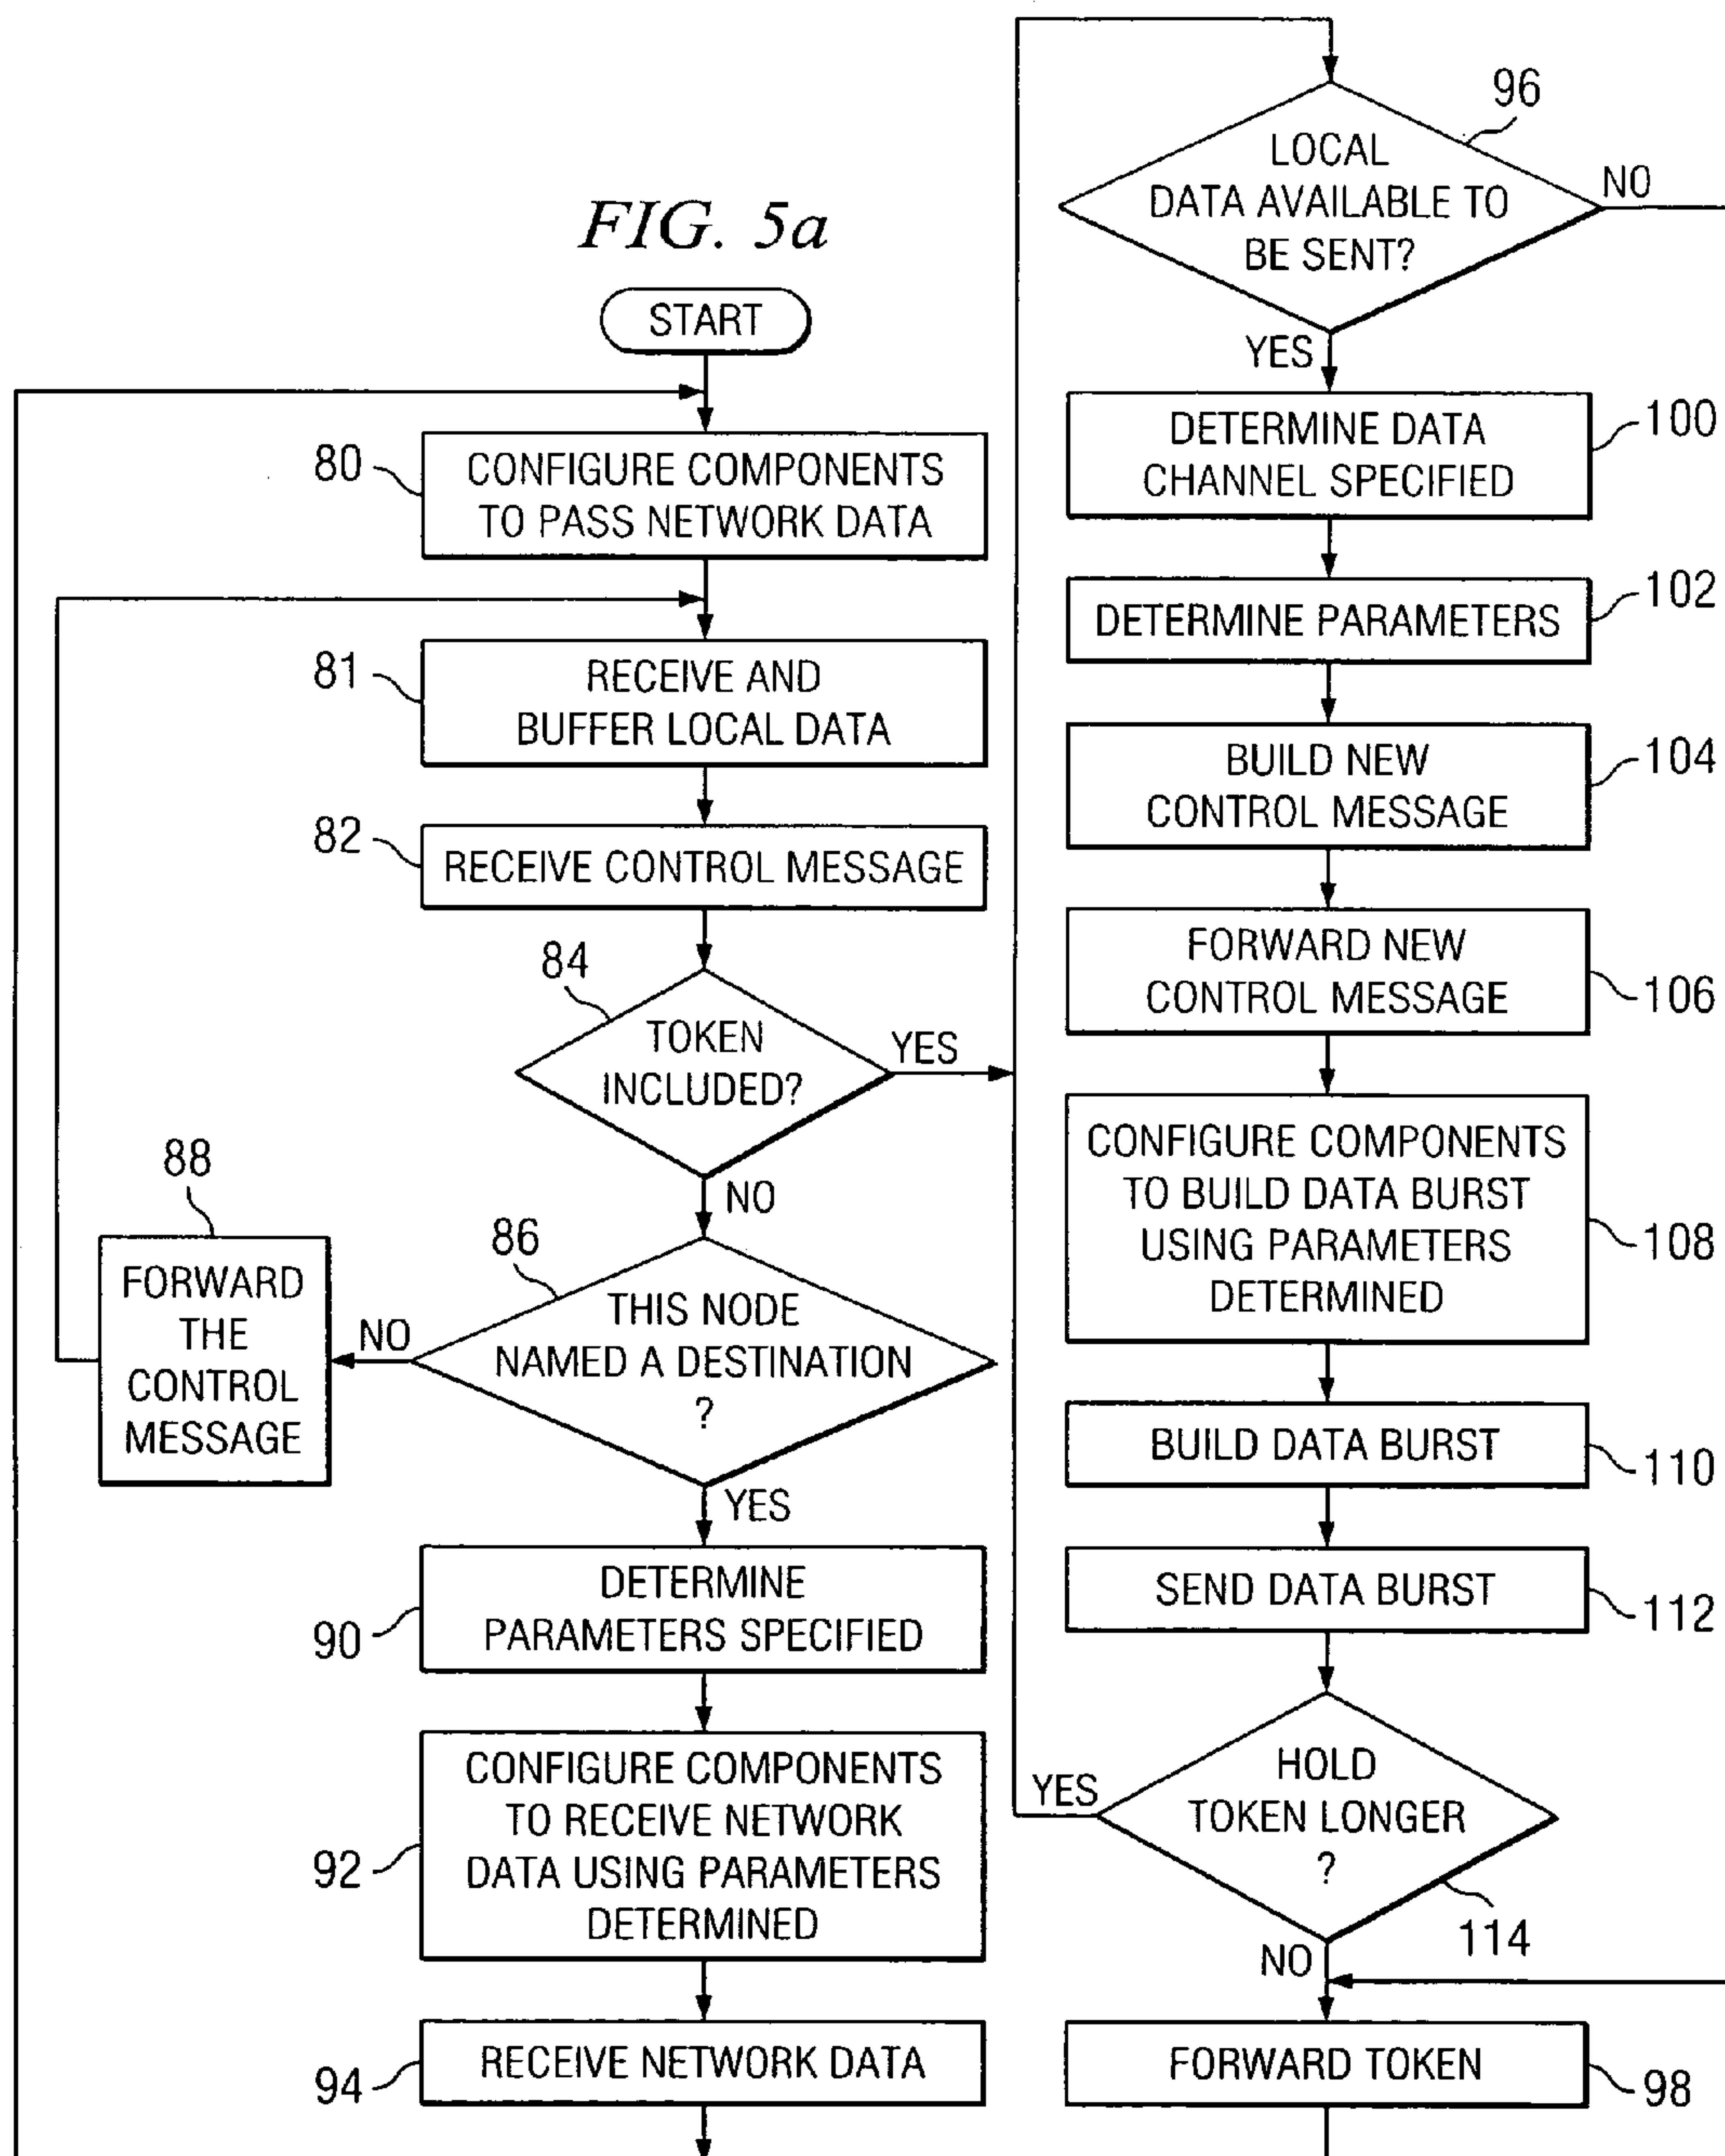 FIG. 5a
START
80
CONFIGURE COMPONENTS
TO PASS NETWORK DATA
81
RECEIVE AND
BUFFER LOCAL DATA
82
RECEIVE CONTROL MESSAGE
84
TOKEN
INCLUDED?
YES
NO
86
THIS NODE
NAMED A DESTINATION
?
NO
88
FORWARD
THE
CONTROL
MESSAGE
YES
90
DETERMINE
PARAMETERS SPECIFIED
92
CONFIGURE COMPONENTS
TO RECEIVE NETWORK
DATA USING PARAMETERS
DETERMINED
94
RECEIVE NETWORK DATA
96
LOCAL
DATA AVAILABLE TO
BE SENT?
NO
YES
DETERMINE DATA
CHANNEL SPECIFIED
100
DETERMINE PARAMETERS
102
BUILD NEW
CONTROL MESSAGE
104
FORWARD NEW
CONTROL MESSAGE
106
CONFIGURE COMPONENTS
TO BUILD DATA BURST
USING PARAMETERS
DETERMINED
108
BUILD DATA BURST
110
SEND DATA BURST
112
HOLD
TOKEN LONGER
?
YES
114
NO
FORWARD TOKEN
98